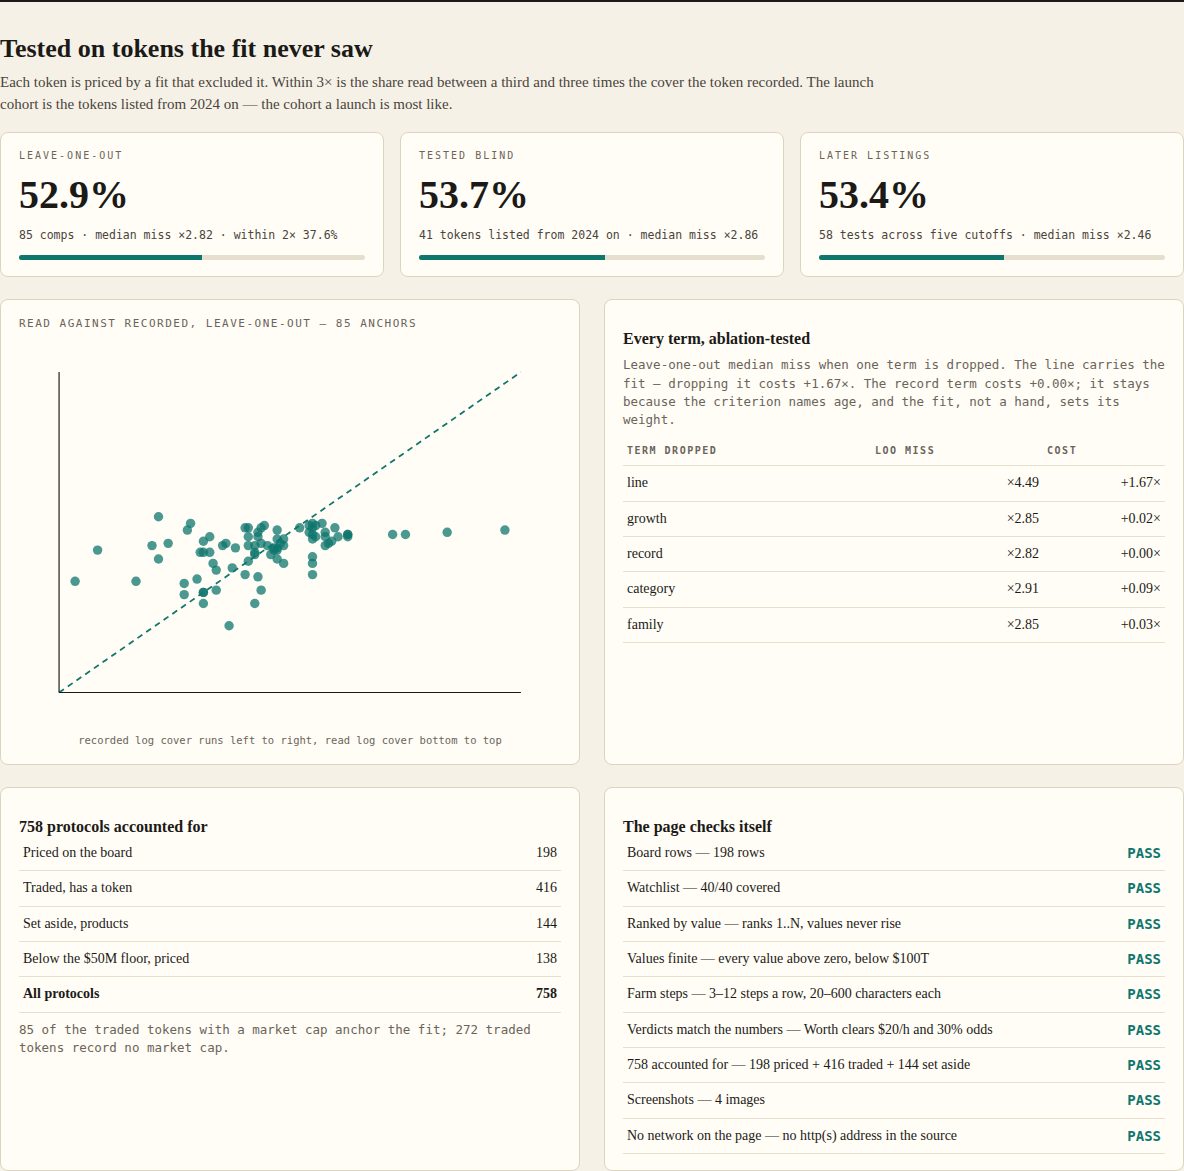 Tested on tokens the fit never saw
Each token is priced by a fit that excluded it. Within 3× is the share read between a third and three times the cover the token recorded. The launch
cohort is the tokens listed from 2024 on — the cohort a launch is most like.
LEAVE-ONE-OUT
52.9%
85 comps · median miss ×2.82 · within 2× 37.6%
TESTED BLIND
53.7%
41 tokens listed from 2024 on · median miss ×2.86
LATER LISTINGS
53.4%
58 tests across five cutoffs · median miss ×2.46
READ AGAINST RECORDED, LEAVE-ONE-OUT — 85 ANCHORS
recorded log cover runs left to right, read log cover bottom to top
Every term, ablation-tested
Leave-one-out median miss when one term is dropped. The line carries the
fit — dropping it costs +1.67×. The record term costs +0.00×; it stays
because the criterion names age, and the fit, not a hand, sets its
weight.
TERM DROPPED LOO MISS COST
line ×4.49 +1.67×
growth ×2.85 +0.02×
record ×2.82 +0.00×
category ×2.91 +0.09×
family ×2.85 +0.03×
758 protocols accounted for
Priced on the board 198
Traded, has a token 416
Set aside, products 144
Below the $50M floor, priced 138
All protocols 758
85 of the traded tokens with a market cap anchor the fit; 272 traded
tokens record no market cap.
The page checks itself
Board rows — 198 rows PASS
Watchlist — 40/40 covered PASS
Ranked by value — ranks 1..N, values never rise PASS
Values finite — every value above zero, below $100T PASS
Farm steps — 3–12 steps a row, 20–600 characters each PASS
Verdicts match the numbers — Worth clears $20/h and 30% odds PASS
758 accounted for — 198 priced + 416 traded + 144 set aside PASS
Screenshots — 4 images PASS
No network on the page — no http(s) address in the source PASS